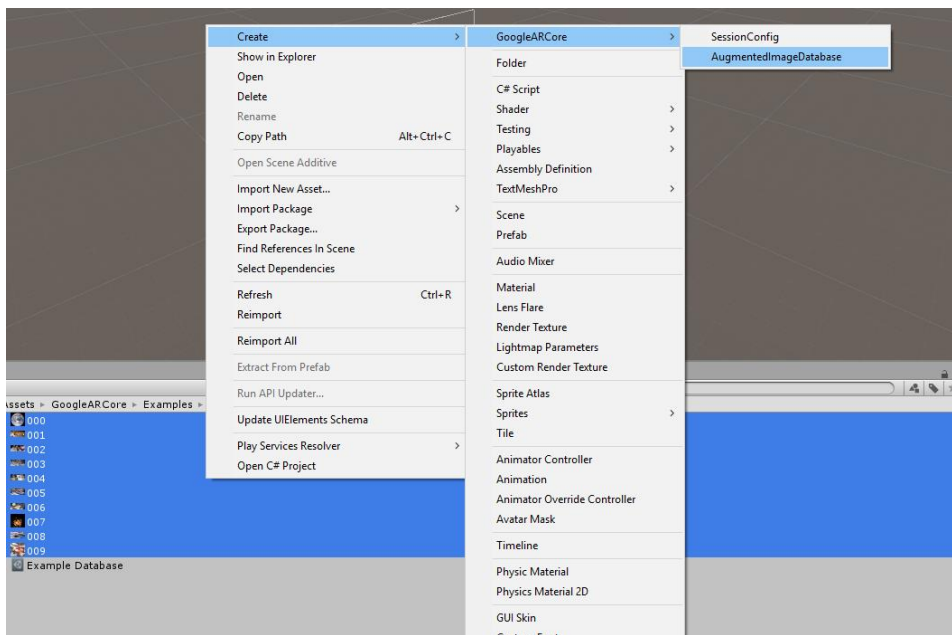 Create
Show in Explorer
Open
Delete
Rename
Copy Path Alt+Ctrl+C
Open Scene Additive
Import New Asset...
Import Package
Export Package...
Find References In Scene
Select Dependencies
Refresh Ctrl+R
Reimport
Reimport All
Extract From Prefab
Run API Updater...
Update UIElements Schema
Play Services Resolver
Open C# Project
GoogleARCore
Folder
C# Script
Shader
Testing
Playables
Assembly Definition
TextMeshPro
Scene
Prefab
Audio Mixer
Material
Lens Flare
Render Texture
Lightmap Parameters
Custom Render Texture
Sprite Atlas
Sprites
Tile
Animator Controller
Animation
Animator Override Controller
Avatar Mask
Timeline
Physic Material
Physics Material 2D
GUI Skin
SessionConfig
AugmentedImageDatabase
Assets ▸ GoogleARCore ▸ Examples ▸
000
001
002
003
004
005
006
007
008
009
Example Database